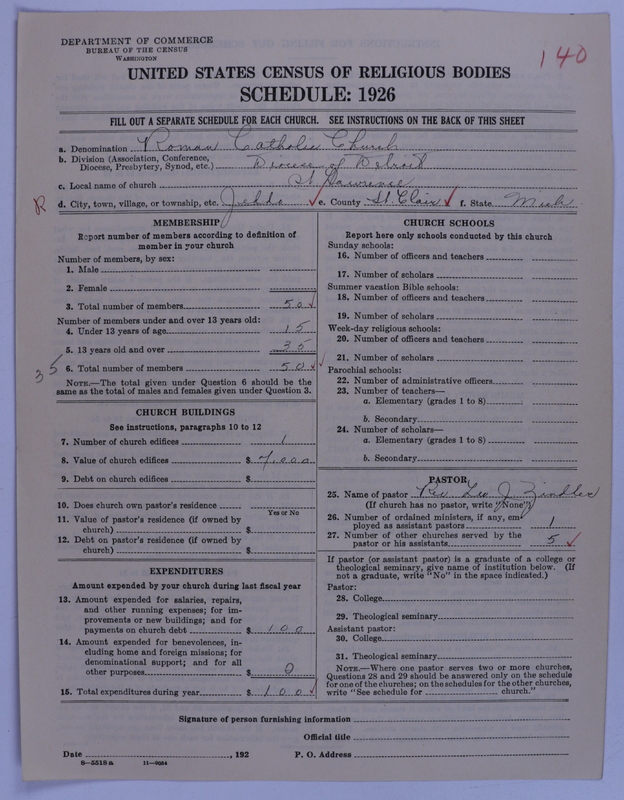 DEPARTMENT OF COMMERCE
BUREAU OF THE CENSUS
WASHINGTON
140
UNITED STATES CENSUS OF RELIGIOUS BODIES
SCHEDULE: 1926
FILL OUT A SEPARATE SCHEDULE FOR EACH CHURCH. SEE INSTRUCTIONS ON THE BACK OF THIS SHEET
a. Denomination Roman Catholic Church
b. Division (Association, Conference, Diocese, Presbytery, Synod, etc.) Diocese of Detroit
c. Local name of church St. Lawrence
R d. City, town, village, or township, etc. e. County St. Clair f. State Mich
MEMBERSHIP
Report number of members according to definition of
member in your church
Number of members, by sex:
1. Male
2. Female
3. Total number of members 50
Number of members under and over 13 years old:
4. Under 13 years of age 15
5. 13 years old and over 35
35
6. Total number of members 50
NOTE.—The total given under Question 6 should be the
same as the total of males and females given under Question 3.
CHURCH BUILDINGS
See instructions, paragraphs 10 to 12
7. Number of church edifices 1
8. Value of church edifices $ 7,000
9. Debt on church edifices $
10. Does church own pastor's residence
Yes or No
11. Value of pastor's residence (if owned by
church) $
12. Debt on pastor's residence (if owned by
church) $
EXPENDITURES
Amount expended by your church during last fiscal year
13. Amount expended for salaries, repairs,
and other running expenses; for im-
provements or new buildings; and for
payments on church debt $ 100
14. Amount expended for benevolences, in-
cluding home and foreign missions; for
denominational support; and for all
other purposes $ 0
15. Total expenditures during year $ 100
CHURCH SCHOOLS
Report here only schools conducted by this church
Sunday schools:
16. Number of officers and teachers
17. Number of scholars
Summer vacation Bible schools:
18. Number of officers and teachers
19. Number of scholars
Week-day religious schools:
20. Number of officers and teachers
21. Number of scholars
Parochial schools:
22. Number of administrative officers
23. Number of teachers—
a. Elementary (grades 1 to 8)
b. Secondary
24. Number of scholars—
a. Elementary (grades 1 to 8)
b. Secondary
PASTOR
25. Name of pastor Rev Leo J. Zindler
(If church has no pastor, write "None")
26. Number of ordained ministers, if any, em-
ployed as assistant pastors 1
27. Number of other churches served by the
pastor or his assistants 5
If pastor (or assistant pastor) is a graduate of a college or
theological seminary, give name of institution below. (If
not a graduate, write "No" in the space indicated.)
Pastor:
28. College
29. Theological seminary
Assistant pastor:
30. College
31. Theological seminary
NOTE.—Where one pastor serves two or more churches,
Questions 28 and 29 should be answered only on the schedule
for one of the churches; on the schedules for the other churches,
write "See schedule for church."
Signature of person furnishing information
Official title
Date , 192 P. O. Address
8—5518a 11—9064